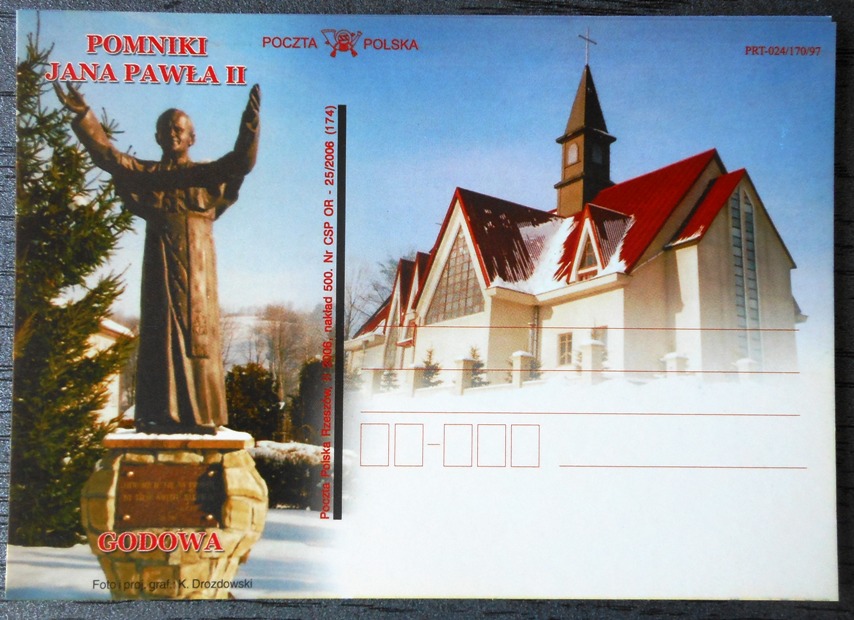 POMNIKI
JANA PAWŁA II
POCZTA POLSKA
PRT-024/170/97
Poczta Polska Rzeszów, 2006, nakład 500. Nr CSP OR - 25/2006 (174)
GODOWA
Foto i proj. graf.: K. Drozdowski